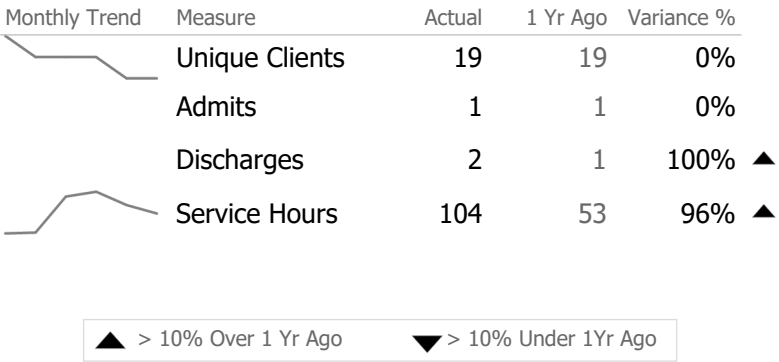 Monthly Trend Measure Actual 1 Yr Ago Variance %
Unique Clients 19 19 0%
Admits 1 1 0%
Discharges 2 1 100%
Service Hours 104 53 96%
> 10% Over 1 Yr Ago > 10% Under 1Yr Ago